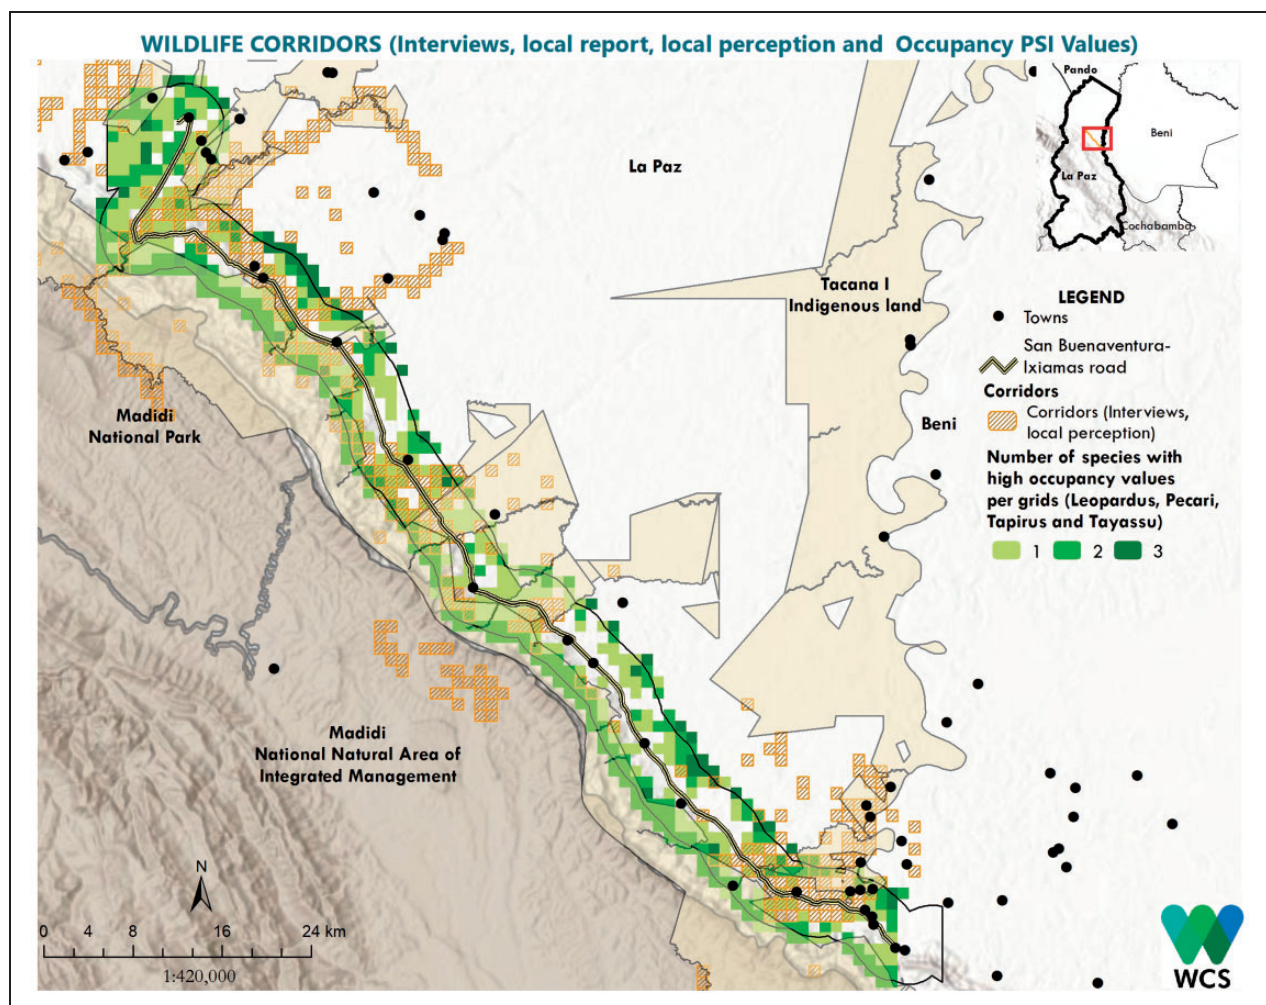 WILDLIFE CORRIDORS (Interviews, local report, local perception and Occupancy PSI Values)
Pando
Beni
La Paz
Cochabamba
La Paz
Tacana I
Indigenous land
Beni
Madidi
National Park
Madidi
National Natural Area of
Integrated Management
LEGEND
Towns
San Buenaventura-
Ixiamas road
Corridors
Corridors (Interviews,
local perception)
Number of species with
high occupancy values
per grids (Leopardus, Pecari,
Tapirus and Tayassu)
1 2 3
N
0 4 8 16 24 km
1:420,000
WCS